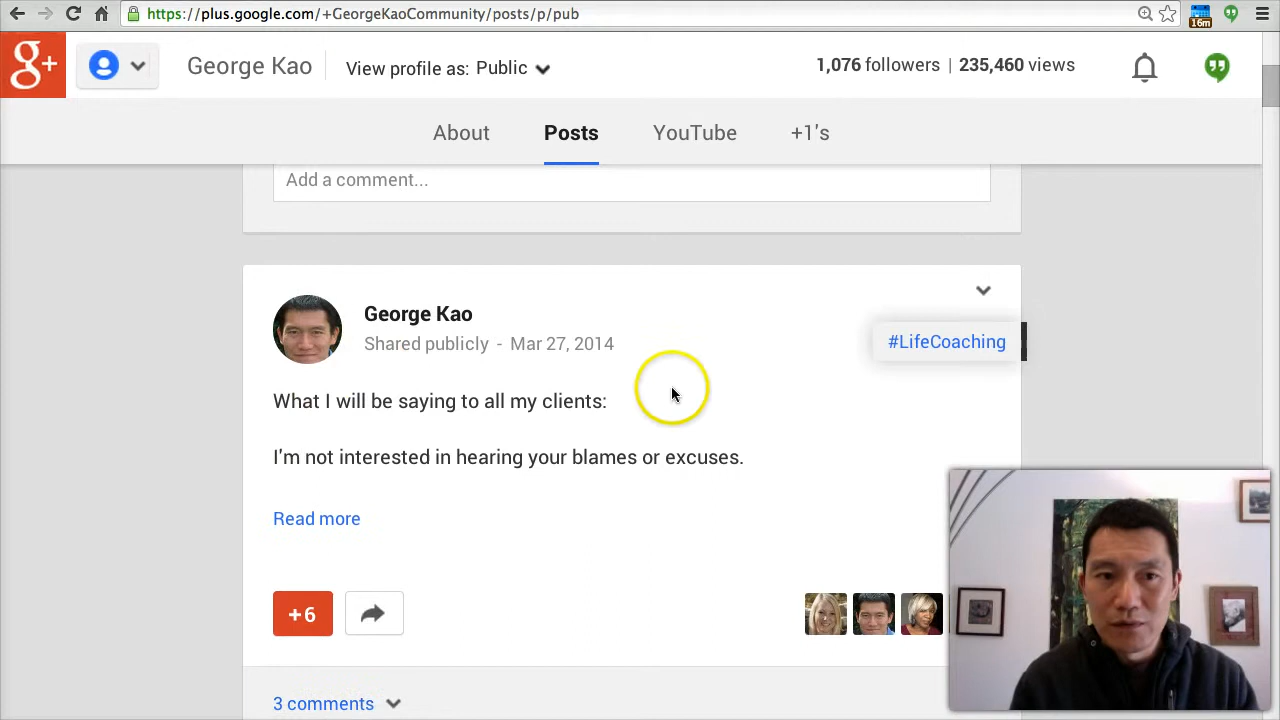 https://plus.google.com/+GeorgeKaoCommunity/posts/p/pub
16m
g+
George Kao
View profile as: Public
1,076 followers | 235,460 views
About
Posts
YouTube
+1's
Add a comment...
George Kao
Shared publicly - Mar 27, 2014
#LifeCoaching
What I will be saying to all my clients:
I'm not interested in hearing your blames or excuses.
Read more
+6
3 comments